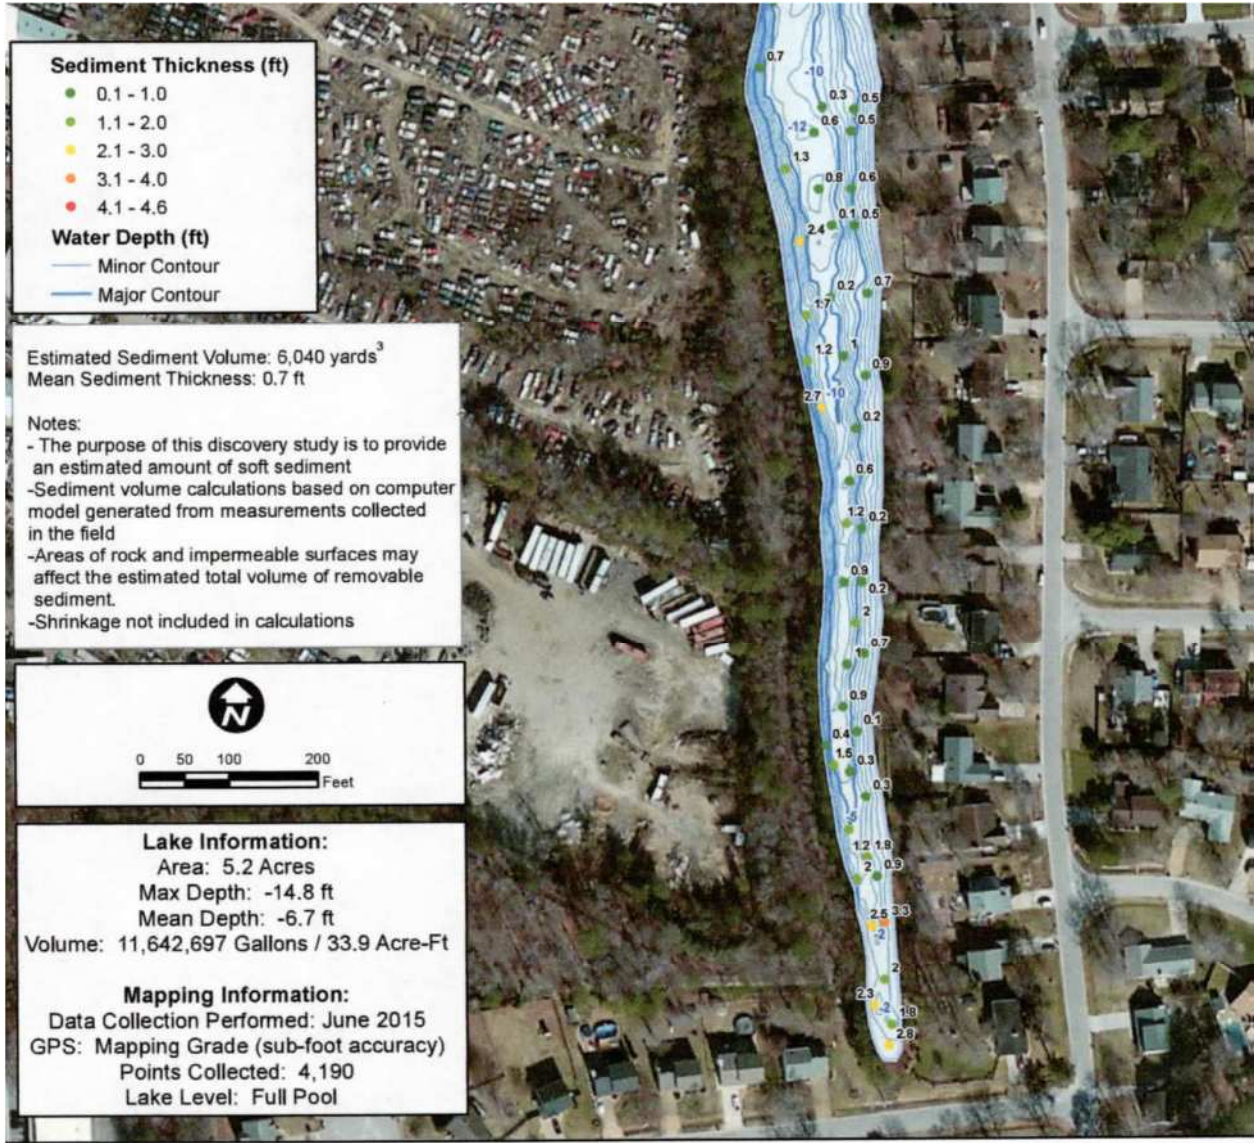 Sediment Thickness (ft)
0.1 - 1.0
1.1 - 2.0
2.1 - 3.0
3.1 - 4.0
4.1 - 4.6
Water Depth (ft)
Minor Contour
Major Contour
Estimated Sediment Volume: 6,040 yards³
Mean Sediment Thickness: 0.7 ft
Notes:
- The purpose of this discovery study is to provide
an estimated amount of soft sediment
-Sediment volume calculations based on computer
model generated from measurements collected
in the field
-Areas of rock and impermeable surfaces may
affect the estimated total volume of removable
sediment.
-Shrinkage not included in calculations
N
0 50 100 200
Feet
Lake Information:
Area: 5.2 Acres
Max Depth: -14.8 ft
Mean Depth: -6.7 ft
Volume: 11,642,697 Gallons / 33.9 Acre-Ft
Mapping Information:
Data Collection Performed: June 2015
GPS: Mapping Grade (sub-foot accuracy)
Points Collected: 4,190
Lake Level: Full Pool
0.7
-10
0.3 0.5
-12 0.6 0.5
1.3
0.8 0.6
0.1 0.5
2.4
0.2 0.7
1.7
1.2 1
0.9
2.7 -10
0.2
0.6
1.2 0.2
0.9 0.2
2
0.7
0.9
0.1
0.4
1.5 0.3
0.3
-5
1.2 1.8
2 0.9
2.5 3.3
-2
2
2.3 -2
1.8
2.8